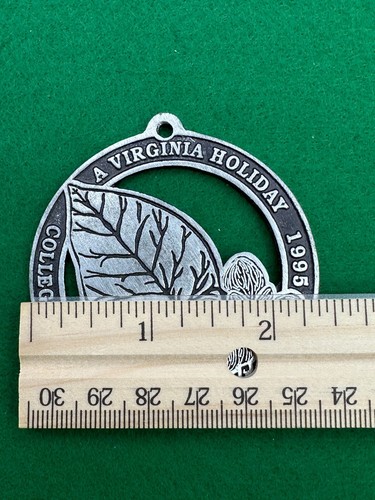 COLLEG
A VIRGINIA HOLIDAY 1995
1 2
30 29 28 27 26 25 24